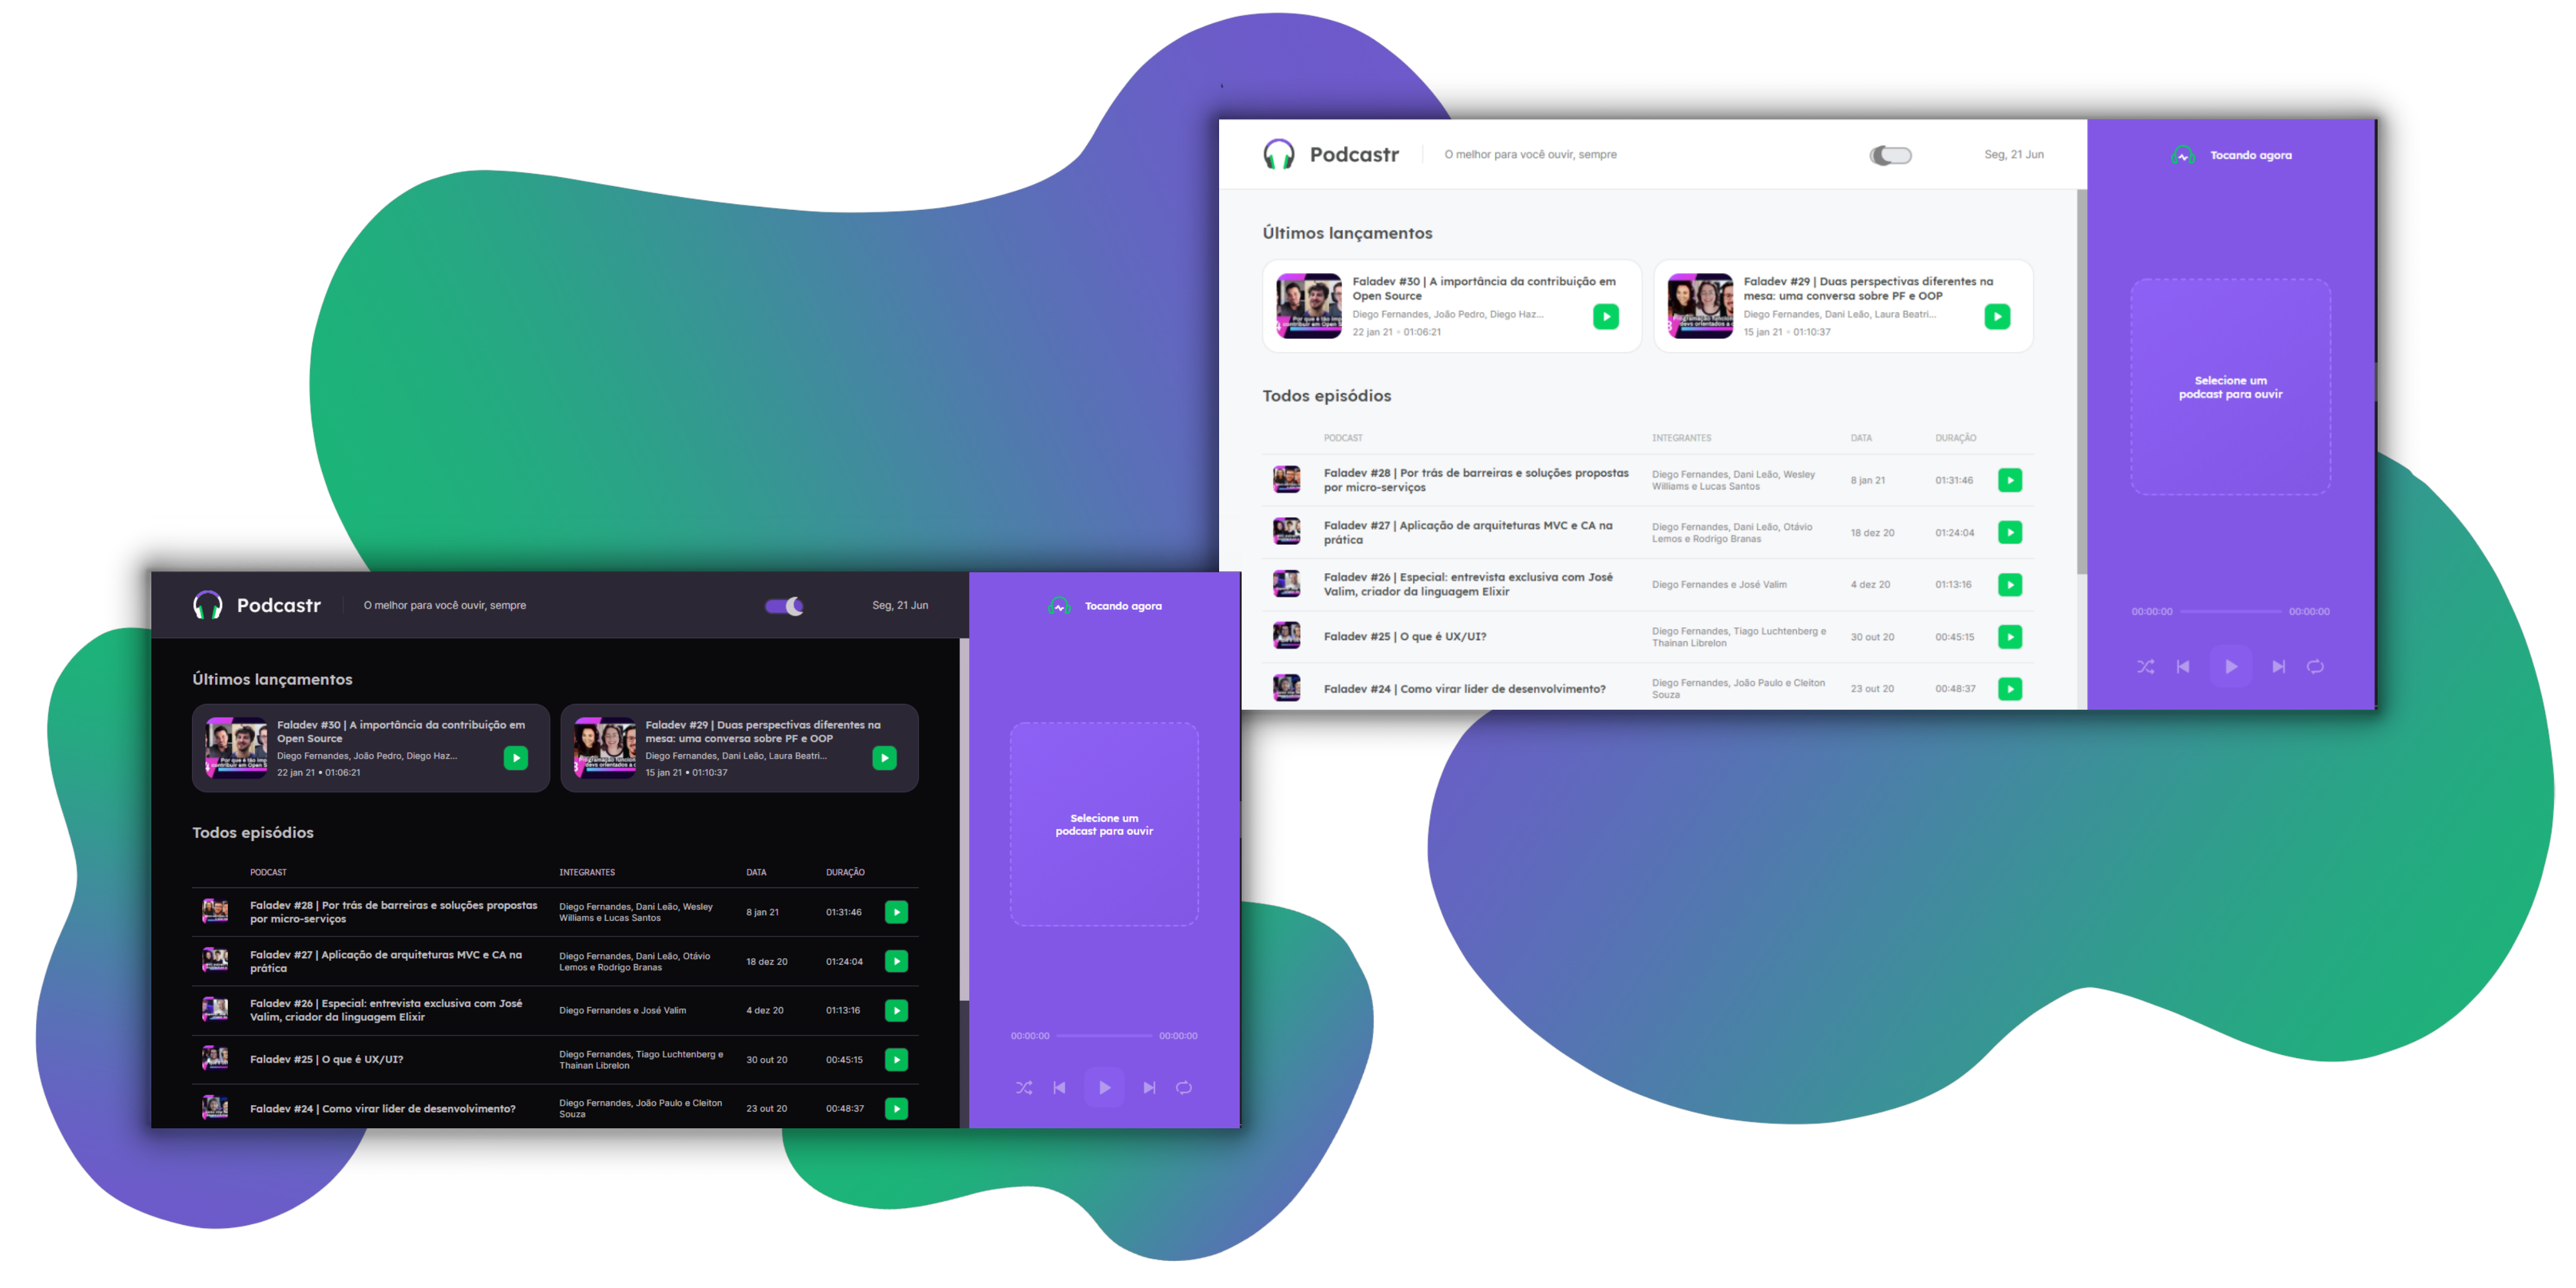 Podcastr
O melhor para você ouvir, sempre
Seg, 21 Jun
Tocando agora
Últimos lançamentos
Faladev #30 | A importância da contribuição em
Open Source
Diego Fernandes, João Pedro, Diego Haz...
22 jan 21 • 01:06:21
Faladev #29 | Duas perspectivas diferentes na
mesa: uma conversa sobre PF e OOP
Diego Fernandes, Dani Leão, Laura Beatri...
15 jan 21 • 01:10:37
Selecione um
podcast para ouvir
Todos episódios
PODCAST INTEGRANTES DATA DURAÇÃO
Faladev #28 | Por trás de barreiras e soluções propostas
por micro-serviços
Diego Fernandes, Dani Leão, Wesley
Williams e Lucas Santos
8 jan 21
01:31:46
Faladev #27 | Aplicação de arquiteturas MVC e CA na
prática
Diego Fernandes, Dani Leão, Otávio
Lemos e Rodrigo Branas
18 dez 20
01:24:04
Faladev #26 | Especial: entrevista exclusiva com José
Valim, criador da linguagem Elixir
Diego Fernandes e José Valim
4 dez 20
01:13:16
Faladev #25 | O que é UX/UI?
Diego Fernandes, Tiago Luchtenberg e
Thainan Librelon
30 out 20
00:45:15
Faladev #24 | Como virar líder de desenvolvimento?
Diego Fernandes, João Paulo e Cleiton
Souza
23 out 20
00:48:37
00:00:00 00:00:00
Podcastr
O melhor para você ouvir, sempre
Seg, 21 Jun
Tocando agora
Últimos lançamentos
Faladev #30 | A importância da contribuição em
Open Source
Diego Fernandes, João Pedro, Diego Haz...
22 jan 21 • 01:06:21
Faladev #29 | Duas perspectivas diferentes na
mesa: uma conversa sobre PF e OOP
Diego Fernandes, Dani Leão, Laura Beatri...
15 jan 21 • 01:10:37
Selecione um
podcast para ouvir
Todos episódios
PODCAST INTEGRANTES DATA DURAÇÃO
Faladev #28 | Por trás de barreiras e soluções propostas
por micro-serviços
Diego Fernandes, Dani Leão, Wesley
Williams e Lucas Santos
8 jan 21
01:31:46
Faladev #27 | Aplicação de arquiteturas MVC e CA na
prática
Diego Fernandes, Dani Leão, Otávio
Lemos e Rodrigo Branas
18 dez 20
01:24:04
Faladev #26 | Especial: entrevista exclusiva com José
Valim, criador da linguagem Elixir
Diego Fernandes e José Valim
4 dez 20
01:13:16
Faladev #25 | O que é UX/UI?
Diego Fernandes, Tiago Luchtenberg e
Thainan Librelon
30 out 20
00:45:15
Faladev #24 | Como virar líder de desenvolvimento?
Diego Fernandes, João Paulo e Cleiton
Souza
23 out 20
00:48:37
00:00:00 00:00:00